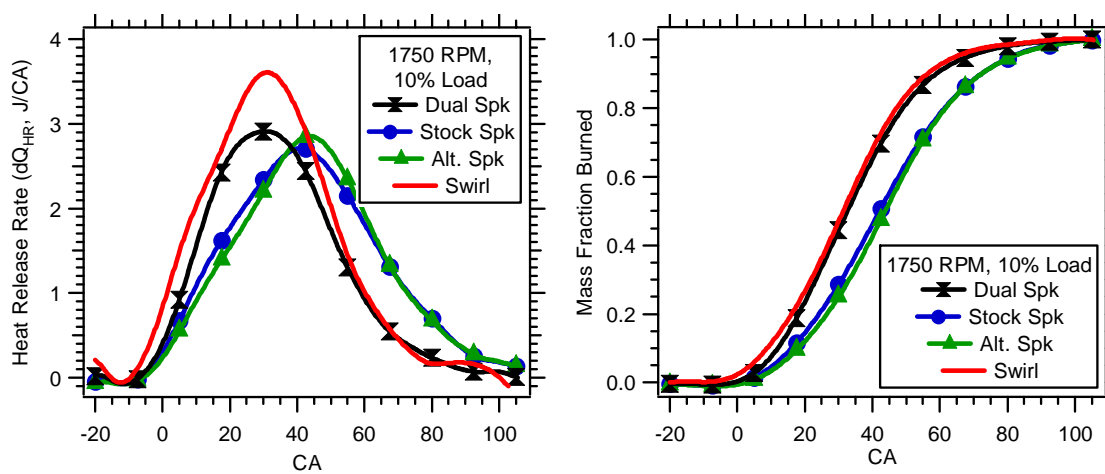 4
3
2
1
0
Heat Release Rate (dQHR, J/CA)
1750 RPM,
10% Load
Dual Spk
Stock Spk
Alt. Spk
Swirl
-20 0 20 40 60 80 100
CA
1.0
0.8
0.6
0.4
0.2
0.0
Mass Fraction Burned
1750 RPM, 10% Load
Dual Spk
Stock Spk
Alt. Spk
Swirl
-20 0 20 40 60 80 100
CA